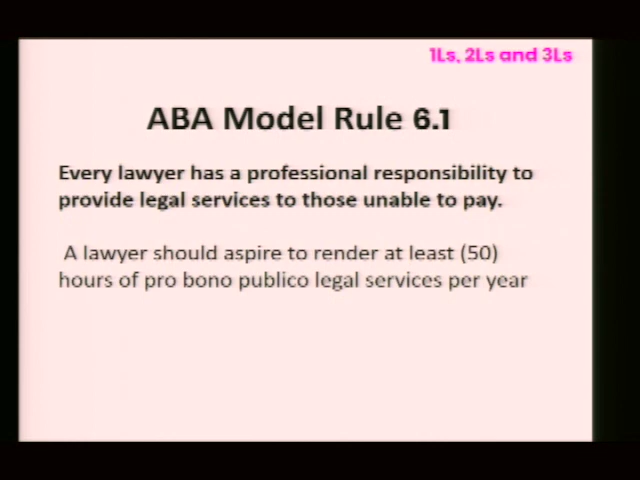 1Ls, 2Ls and 3Ls
ABA Model Rule 6.1
Every lawyer has a professional responsibility to
provide legal services to those unable to pay.
A lawyer should aspire to render at least (50)
hours of pro bono publico legal services per year